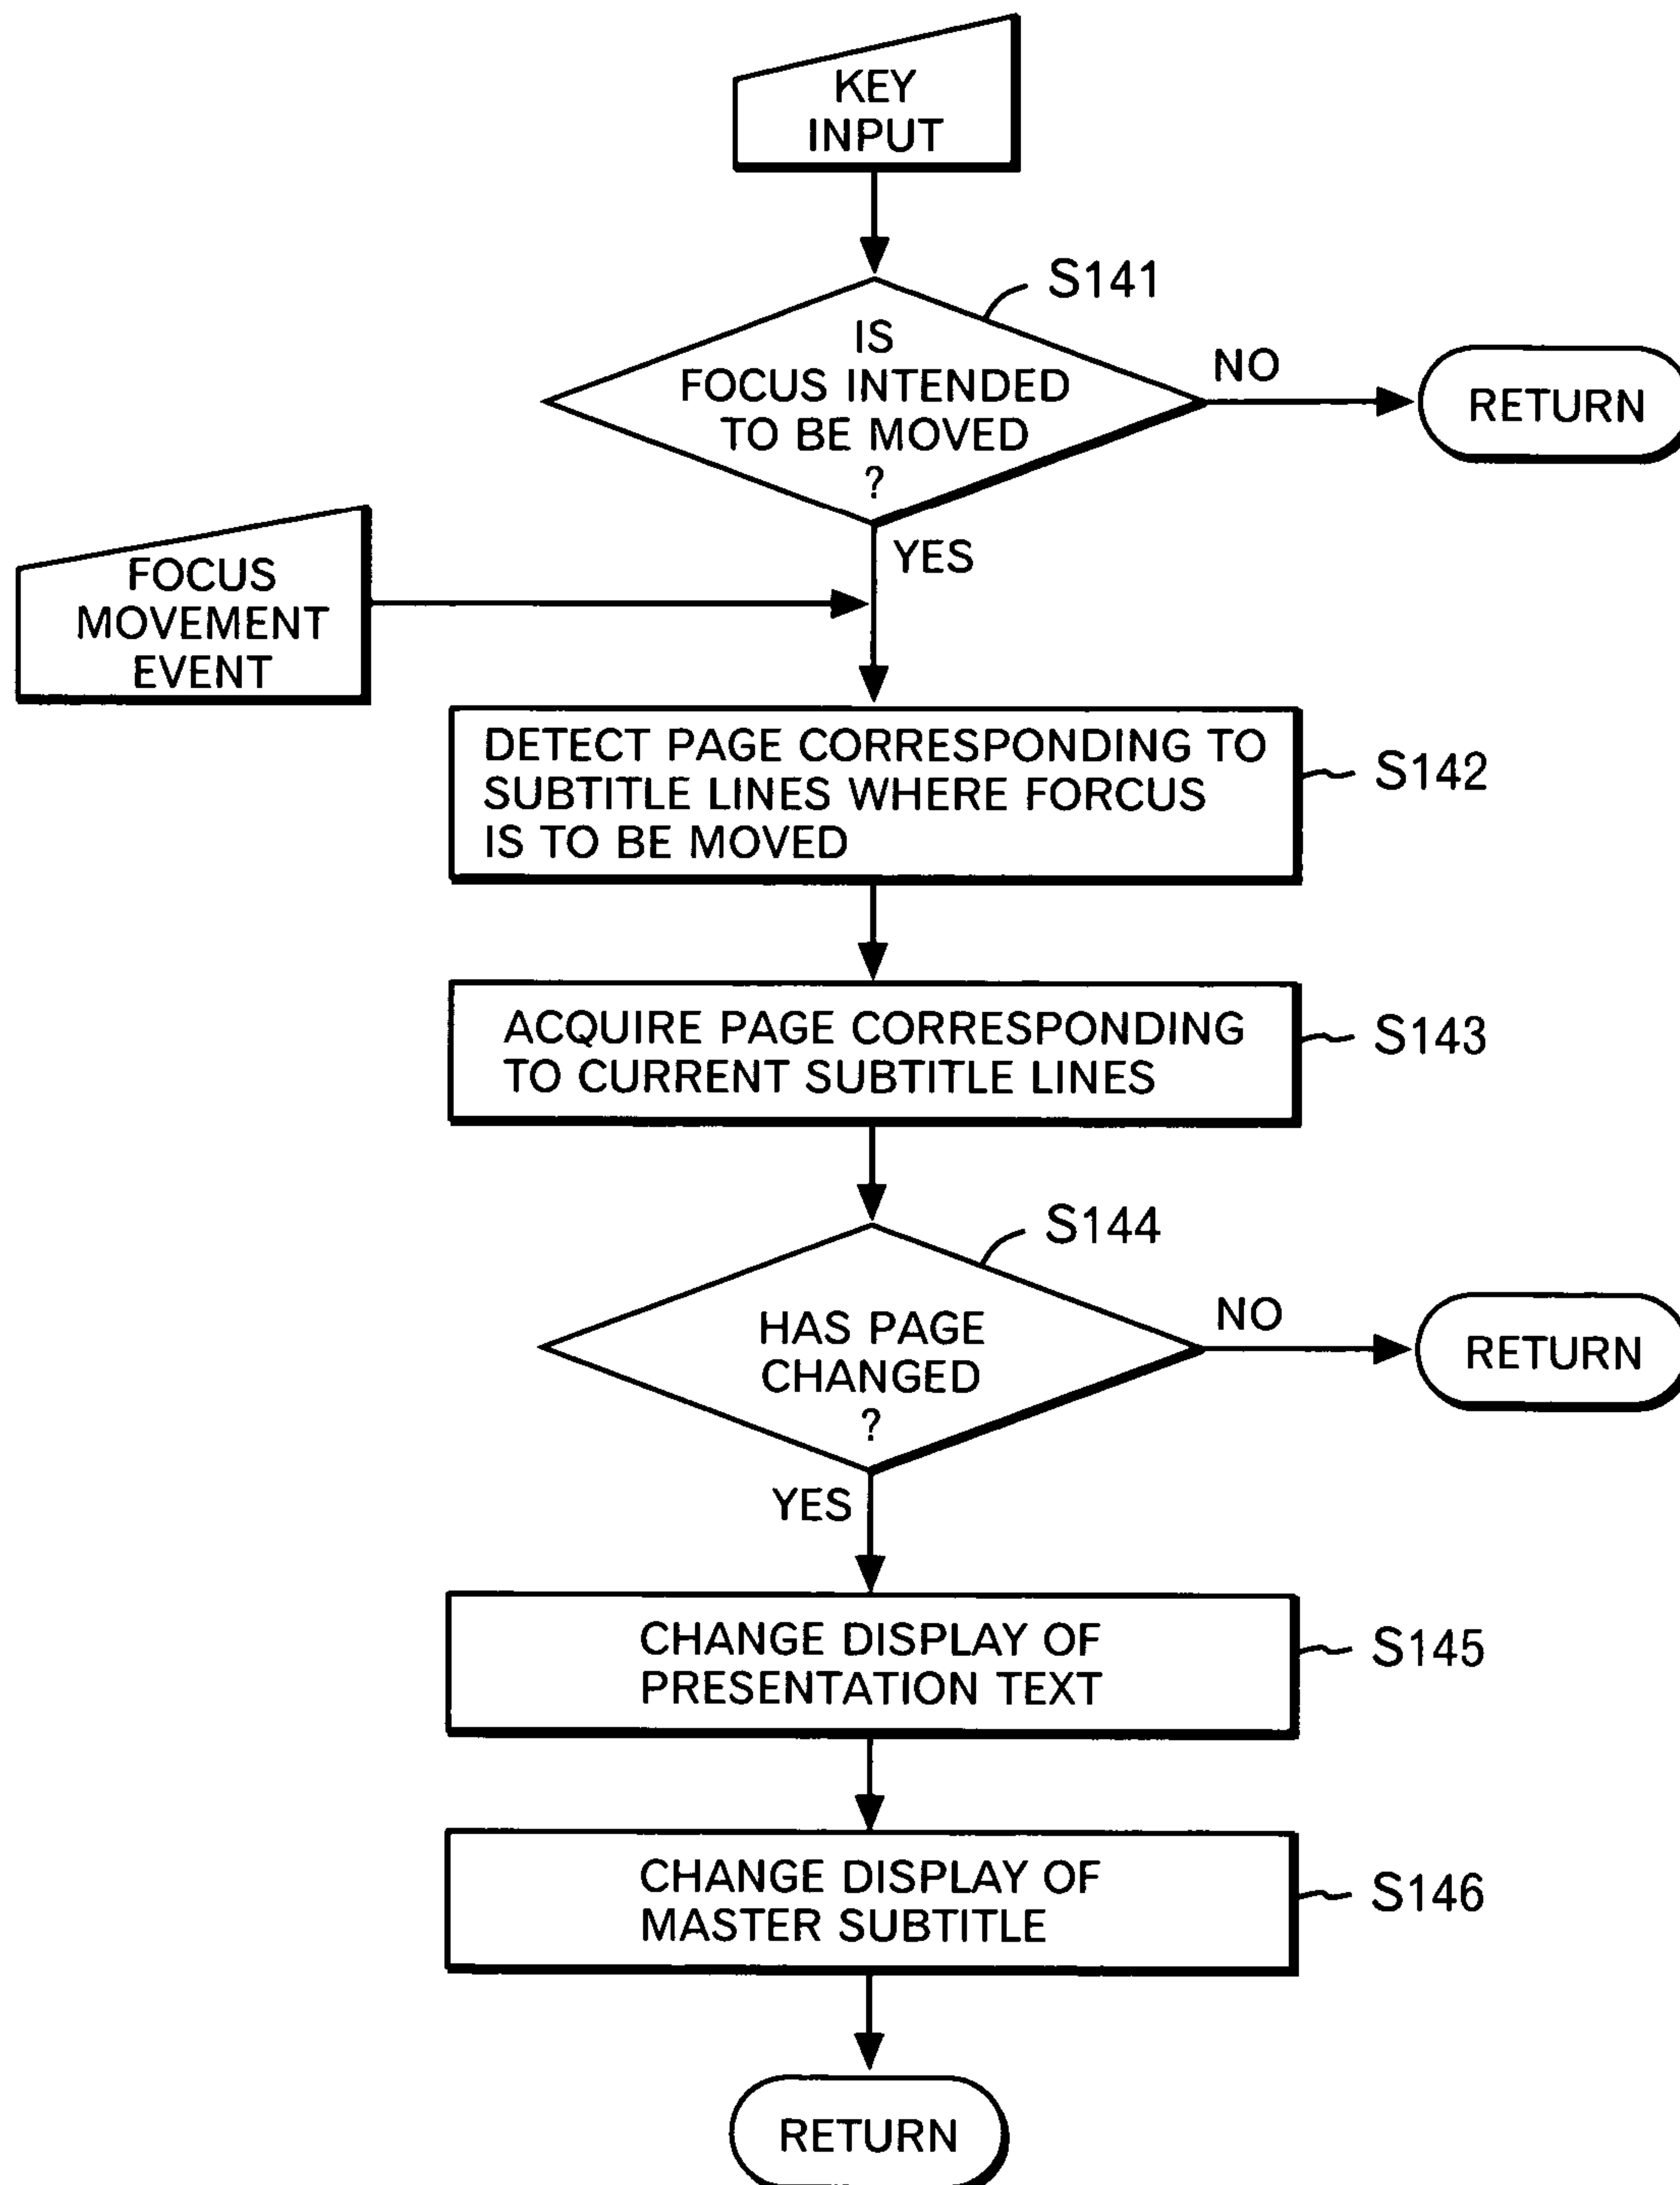 KEY
INPUT
S141
IS
FOCUS INTENDED
TO BE MOVED
?
NO
RETURN
YES
FOCUS
MOVEMENT
EVENT
DETECT PAGE CORRESPONDING TO
SUBTITLE LINES WHERE FORCUS
IS TO BE MOVED
S142
ACQUIRE PAGE CORRESPONDING
TO CURRENT SUBTITLE LINES
S143
S144
HAS PAGE
CHANGED
?
NO
RETURN
YES
CHANGE DISPLAY OF
PRESENTATION TEXT
S145
CHANGE DISPLAY OF
MASTER SUBTITLE
S146
RETURN